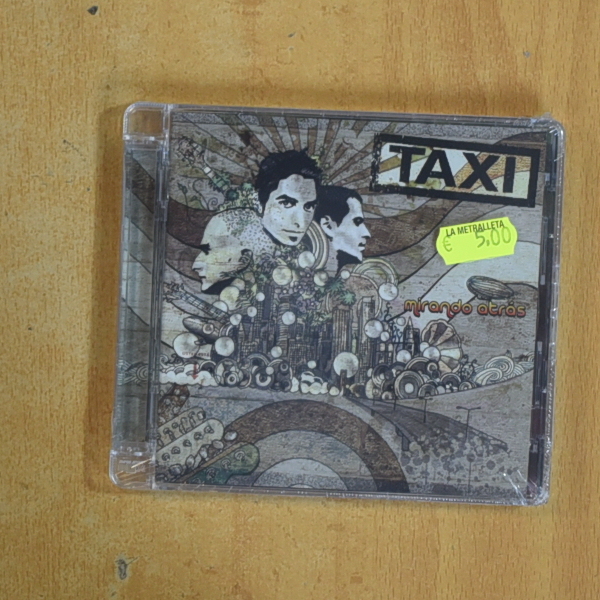 TAXI
LA METRALLETA
€ 5,00
mirando atrás